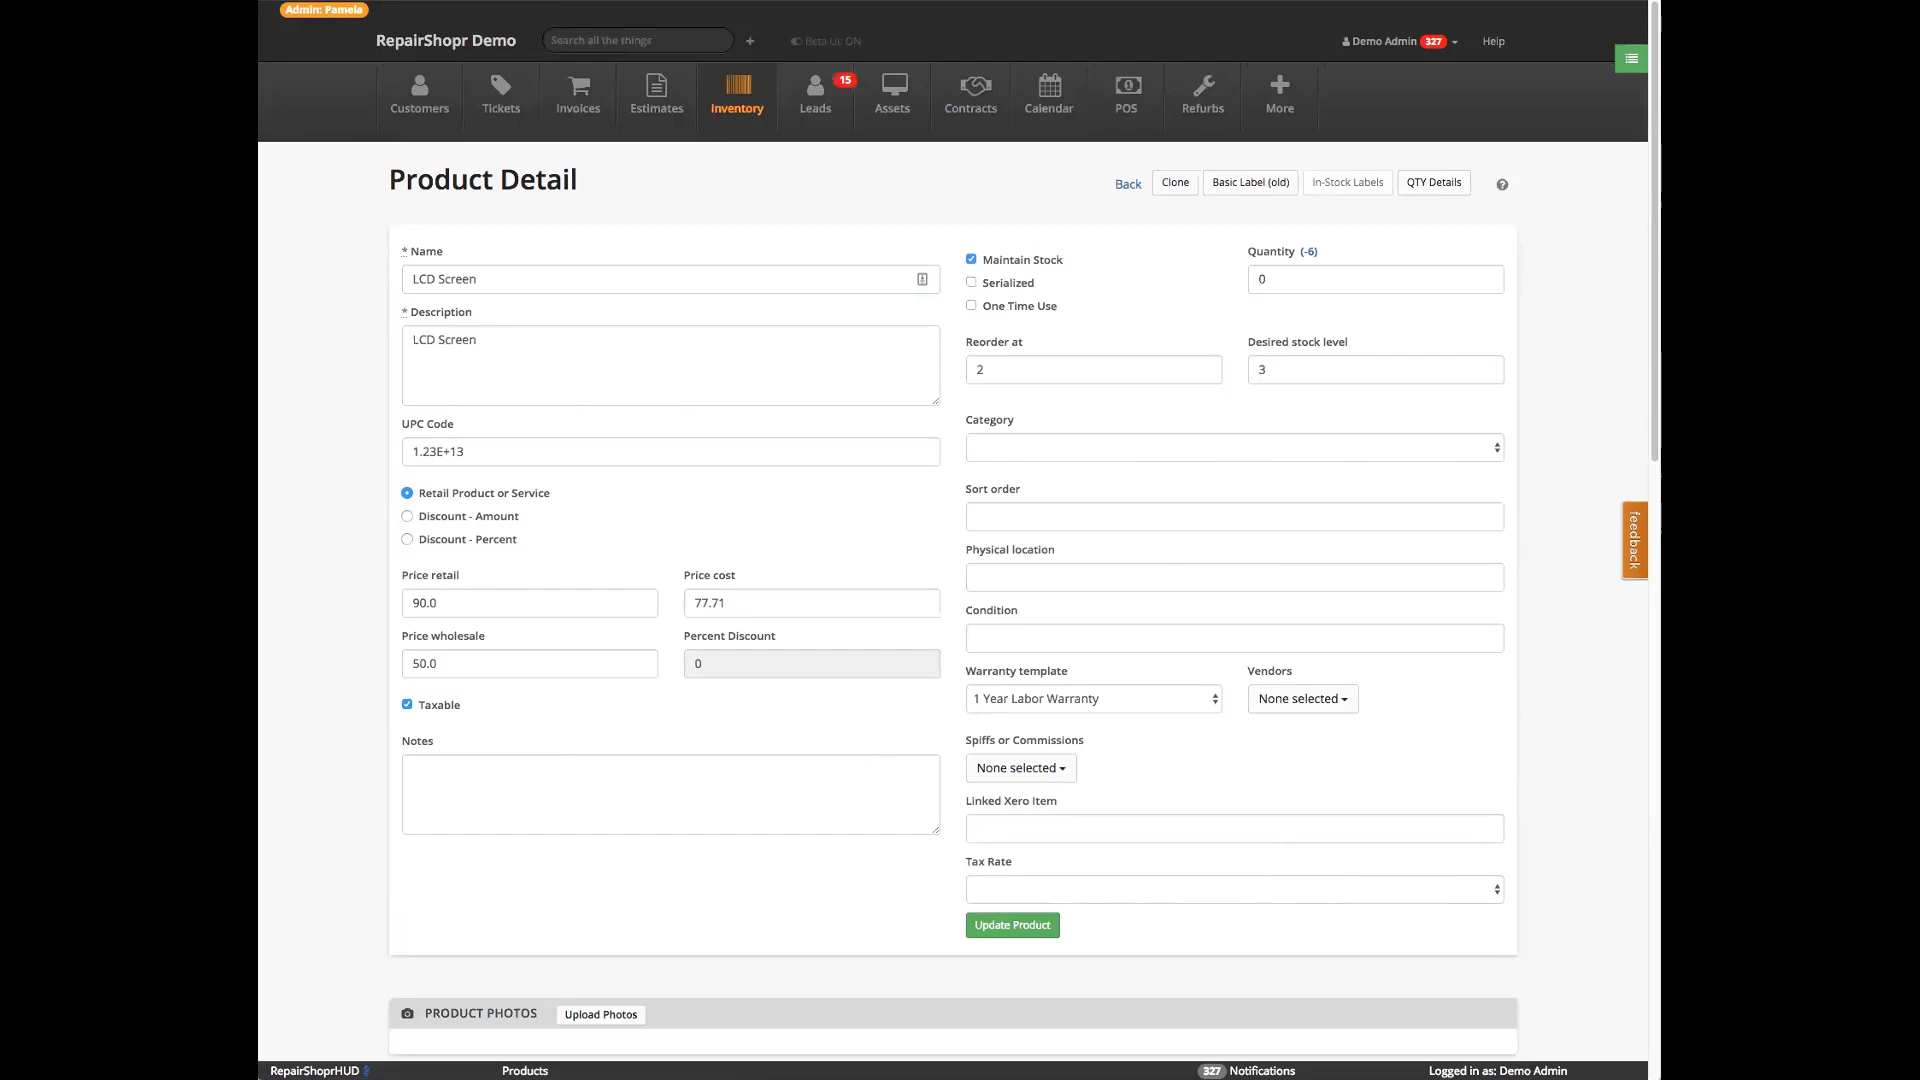 Admin: Pamela
RepairShopr Demo
Search all the things
Beta UI: ON
Demo Admin 327
Help
Customers
Tickets
Invoices
Estimates
Inventory
Leads
15
Assets
Contracts
Calendar
POS
Refurbs
More
Product Detail
Back
Clone
Basic Label (old)
In-Stock Labels
QTY Details
* Name
LCD Screen
* Description
LCD Screen
UPC Code
1.23E+13
Retail Product or Service
Discount - Amount
Discount - Percent
Price retail
90.0
Price cost
77.71
Price wholesale
50.0
Percent Discount
0
Taxable
Notes
Maintain Stock
Serialized
One Time Use
Quantity (-6)
0
Reorder at
2
Desired stock level
3
Category
Sort order
Physical location
Condition
Warranty template
1 Year Labor Warranty
Vendors
None selected
Spiffs or Commissions
None selected
Linked Xero Item
Tax Rate
Update Product
feedback
PRODUCT PHOTOS
Upload Photos
RepairShoprHUD
Products
327 Notifications
Logged in as: Demo Admin